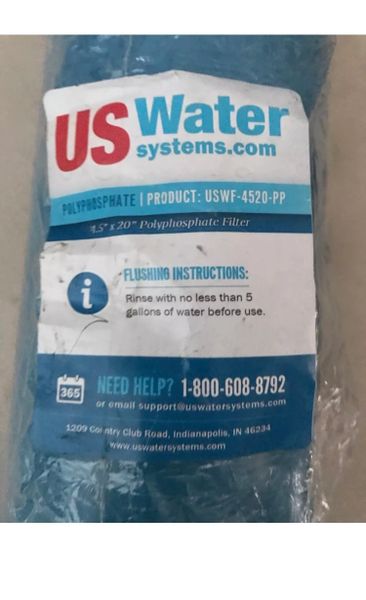 US Water
systems.com
POLYPHOSPHATE | PRODUCT: USWF-4520-PP
4.5" x 20" Polyphosphate Filter
i
FLUSHING INSTRUCTIONS:
Rinse with no less than 5
gallons of water before use.
365
NEED HELP? 1-800-608-8792
or email support@uswatersystems.com
1209 Country Club Road, Indianapolis, IN 46234
www.uswatersystems.com